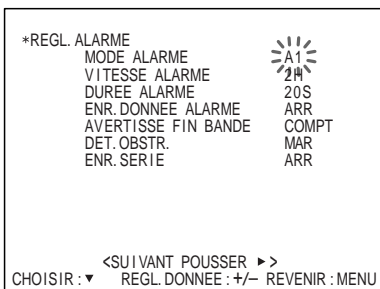 *REGL. ALARME
MODE ALARME A1
VITESSE ALARME 2H
DUREE ALARME 20S
ENR. DONNEE ALARME ARR
AVERTISSE FIN BANDE COMPT
DET. OBSTR. MAR
ENR. SERIE ARR
<SUIVANT POUSSER ►>
CHOISIR : ▼ REGL. DONNEE : +/– REVENIR : MENU